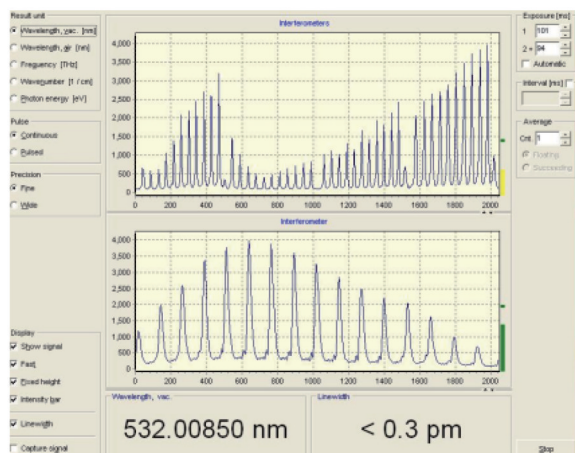 Result unit
Wavelength, vac. [nm]
Wavelength, air [nm]
Frequency [THz]
Wavenumber [1 / cm]
Photon energy [eV]
Pulse
Continuous
Pulsed
Precision
Fine
Wide
Display
Show signal
Fast
Fixed height
Intensity bar
Linewidth
Capture signal
Interferometers
4,000
3,500
3,000
2,500
2,000
1,500
1,000
500
0
0 200 400 600 800 1000 1200 1400 1600 1800 2000
Interferometer
4,000
3,500
3,000
2,500
2,000
1,500
1,000
500
0
0 200 400 600 800 1000 1200 1400 1600 1800 2000
Wavelength, vac.
532.00850 nm
Linewidth
< 0.3 pm
Exposure [ms]
1 101
2 + 94
Automatic
Interval [ms]
Average
Cnt. 1
Floating
Succeeding
Stop